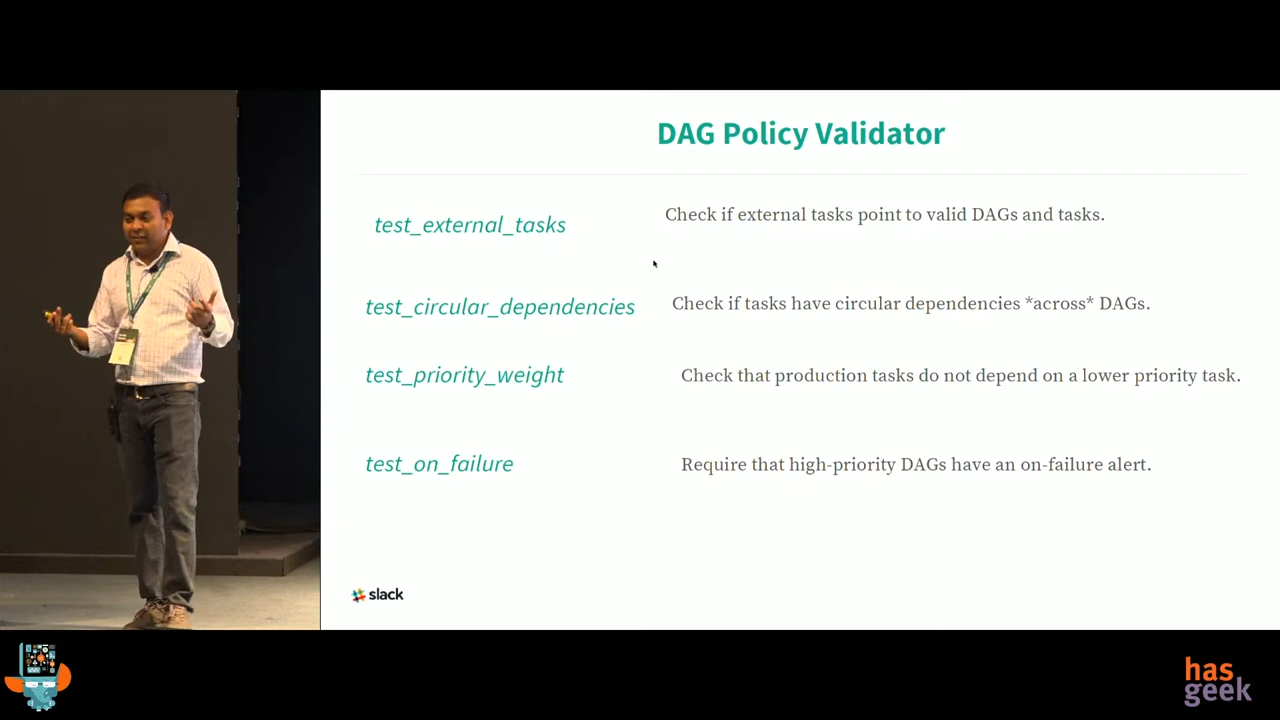 DAG Policy Validator
test_external_tasks
Check if external tasks point to valid DAGs and tasks.
test_circular_dependencies
Check if tasks have circular dependencies *across* DAGs.
test_priority_weight
Check that production tasks do not depend on a lower priority task.
test_on_failure
Require that high-priority DAGs have an on-failure alert.
slack
has
geek